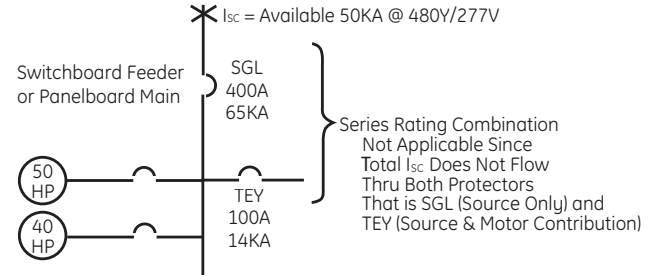 Isc = Available 50KA @ 480Y/277V
Switchboard Feeder
or Panelboard Main
SGL
400A
65KA
Series Rating Combination
Not Applicable Since
Total Isc Does Not Flow
Thru Both Protectors
That is SGL (Source Only) and
TEY (Source & Motor Contribution)
50
HP
TEY
100A
14KA
40
HP